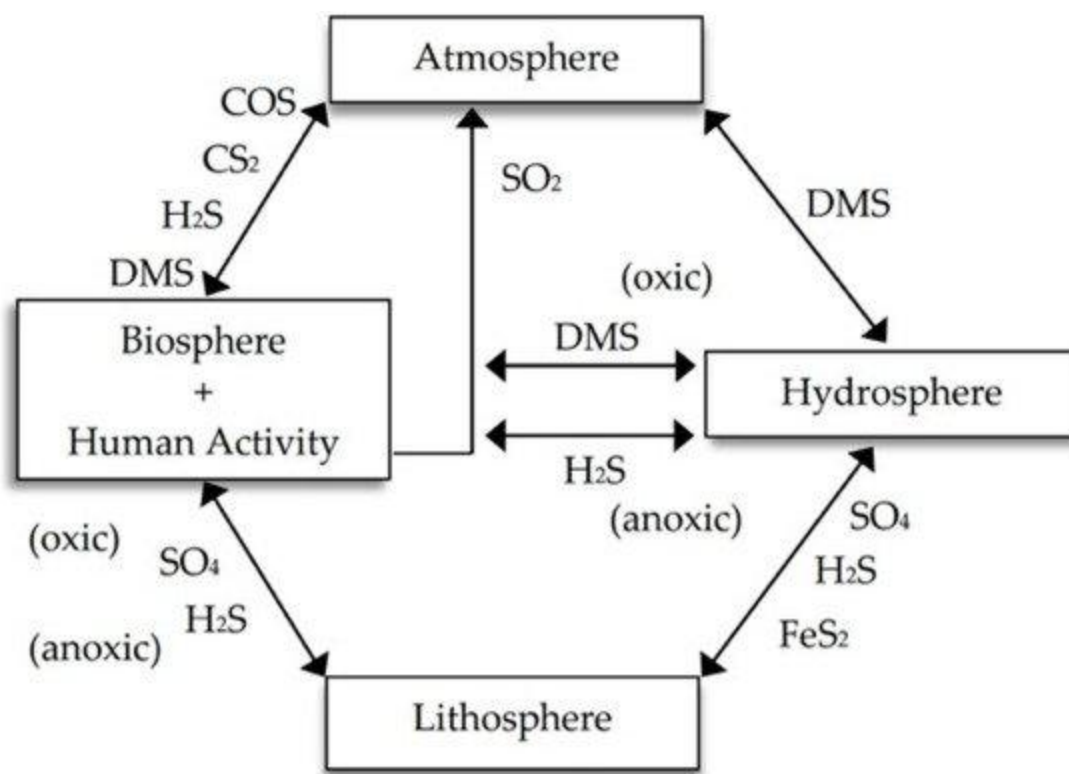 Atmosphere
COS
CS₂
SO₂
H₂S
DMS
DMS
(oxic)
Biosphere
+
Human Activity
DMS
Hydrosphere
H₂S
(anoxic)
(oxic)
SO₄
H₂S
(anoxic)
SO₄
H₂S
FeS₂
Lithosphere